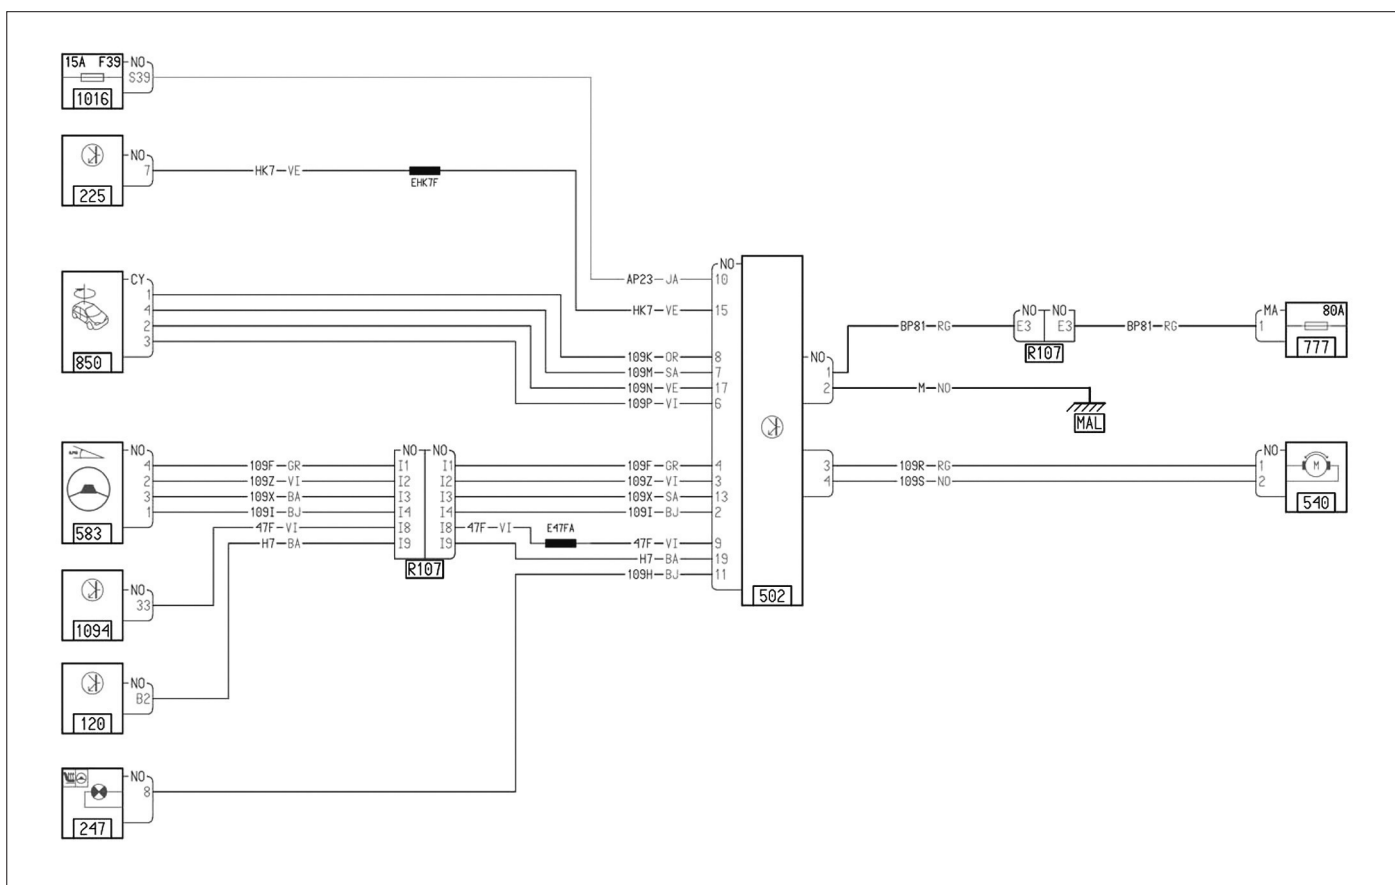 15A F39 NO
S39
1016
NO
7 HK7 VE
EHK7F
225
CY
1
4
2
3
850
NO
AP23 JA 10
HK7 VE 15
109K OR 8
109M SA 7
109N VE 17
109P VI 6
NO
4 109F GR
2 109Z VI
3 109X BA
1 109I BJ
47F VI
H7 BA
583
NO NO
I1 I1
I2 I2
I3 I3
I4 I4
I8 I8
I9 I9
R107
47F VI
E47FA
109F GR 4
109Z VI 3
109X SA 13
109I BJ 2
47F VI 9
H7 BA 19
109H BJ 11
NO
33
1094
NO
B2
120
NO
8
247
502
NO
1
2
3
4
BP81 RG
NO NO
E3 E3
R107
BP81 RG
MA
1
80A
777
M NO
MAL
109R RG
109S NO
NO
1
2
M
540